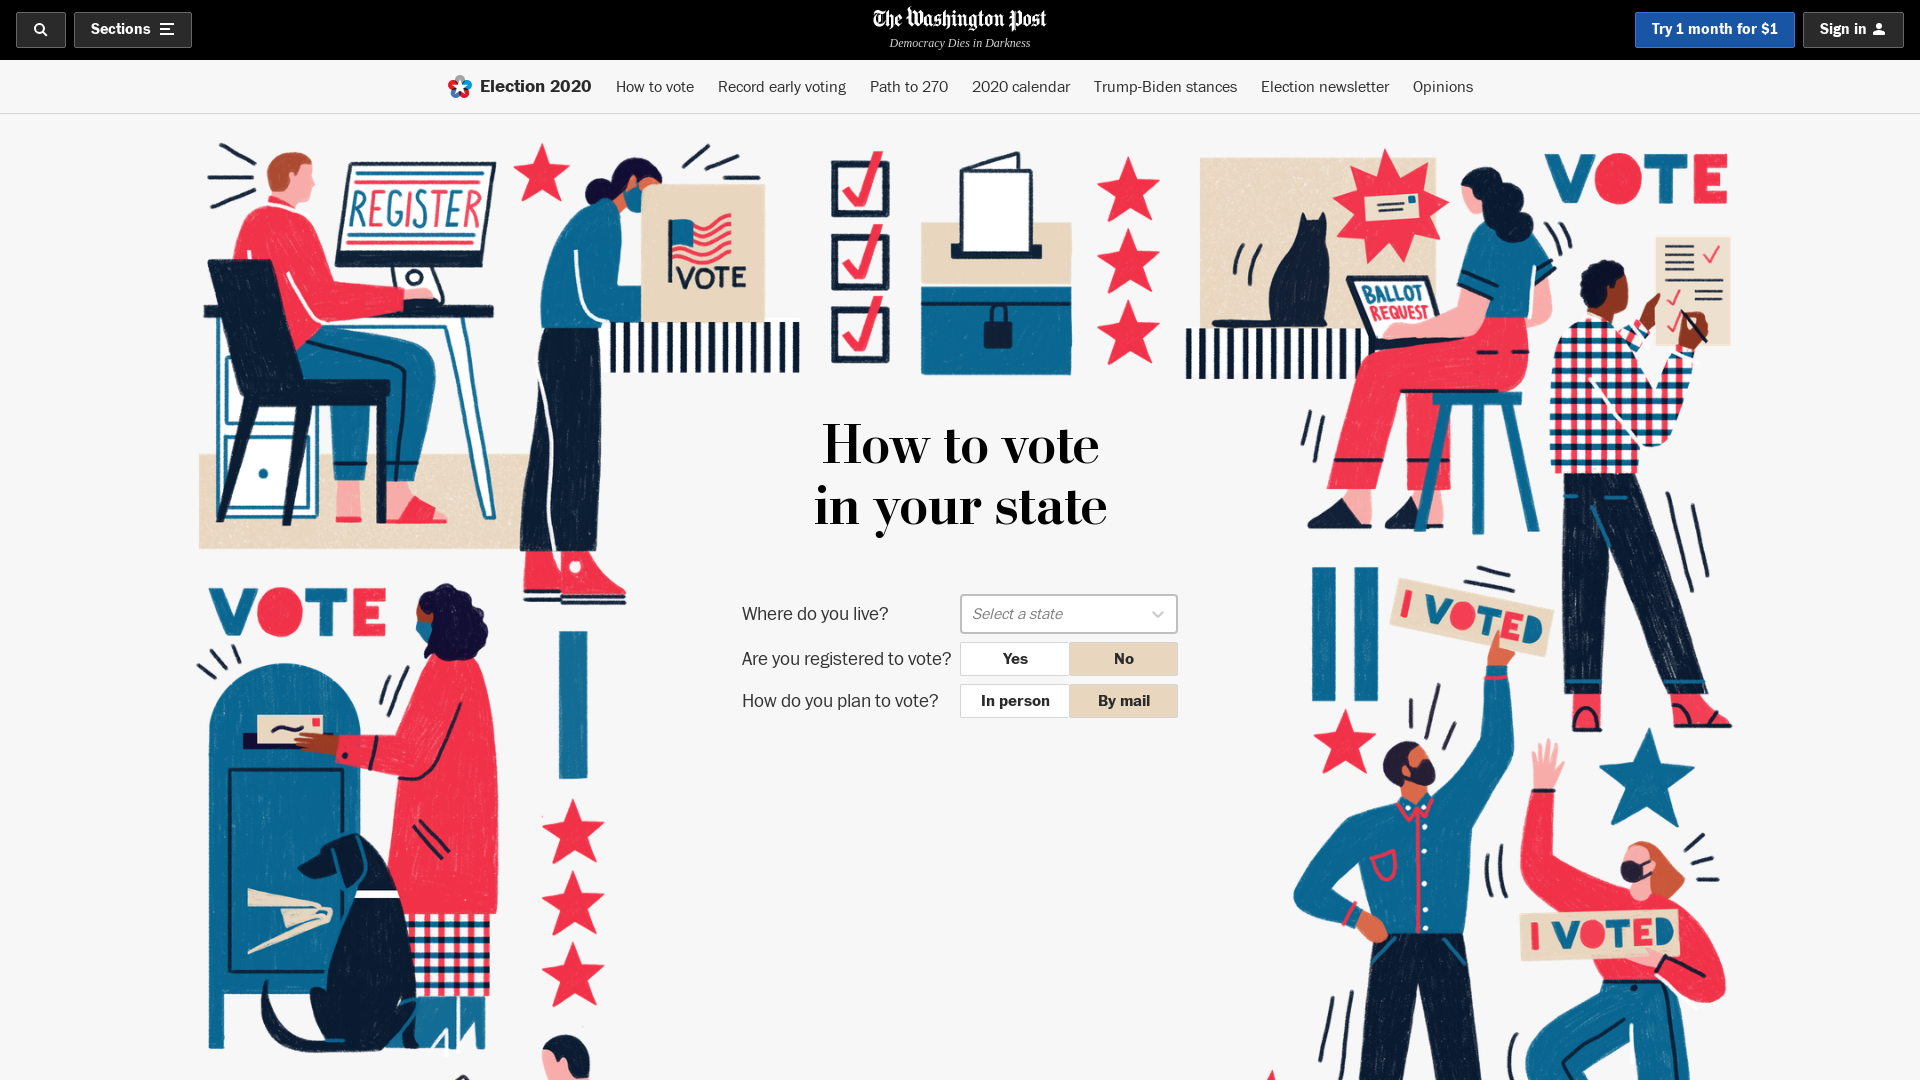 Sections
The Washington Post
Democracy Dies in Darkness
Try 1 month for $1
Sign in
Election 2020
How to vote
Record early voting
Path to 270
2020 calendar
Trump-Biden stances
Election newsletter
Opinions
REGISTER
VOTE
BALLOT
REQUEST
VOTE
How to vote
in your state
Where do you live?
Select a state
Are you registered to vote?
Yes
No
How do you plan to vote?
In person
By mail
VOTE
I VOTED
I VOTED